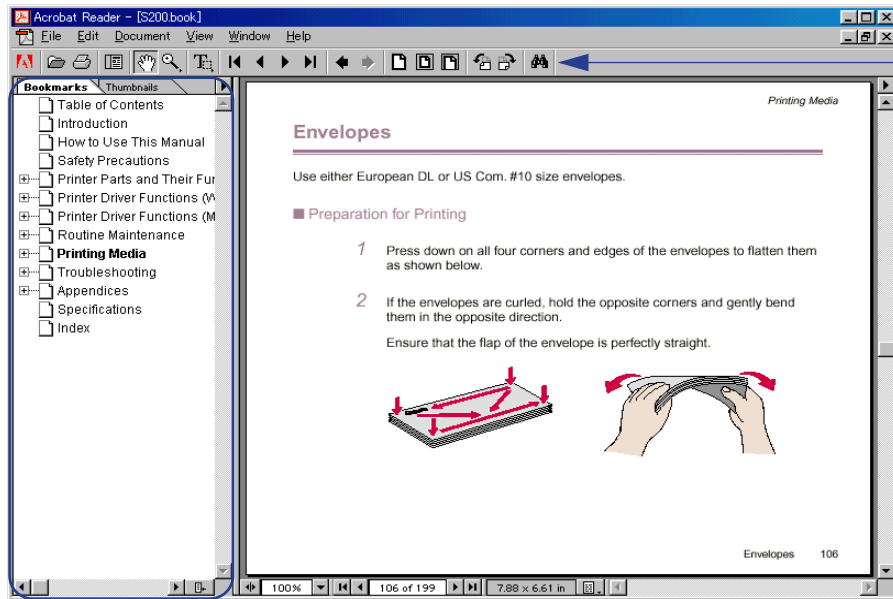 Acrobat Reader - [S200.book]
File Edit Document View Window Help
Bookmarks Thumbnails
Table of Contents
Introduction
How to Use This Manual
Safety Precautions
Printer Parts and Their Fur
Printer Driver Functions (W
Printer Driver Functions (M
Routine Maintenance
Printing Media
Troubleshooting
Appendices
Specifications
Index
Printing Media
Envelopes
Use either European DL or US Com. #10 size envelopes.
Preparation for Printing
1 Press down on all four corners and edges of the envelopes to flatten them
as shown below.
2 If the envelopes are curled, hold the opposite corners and gently bend
them in the opposite direction.
Ensure that the flap of the envelope is perfectly straight.
Envelopes 106
100% 106 of 199 7.88 x 6.61 in